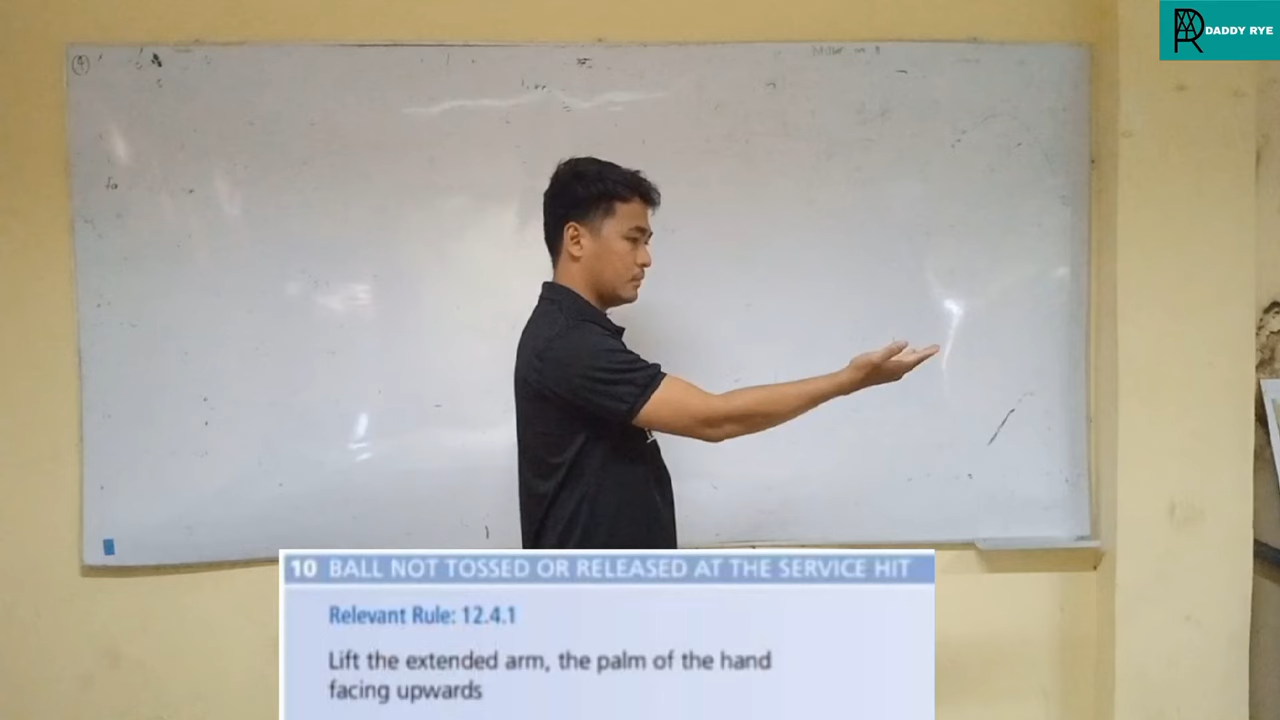 DADDY RYE
10 BALL NOT TOSSED OR RELEASED AT THE SERVICE HIT
Relevant Rule: 12.4.1
Lift the extended arm, the palm of the hand
facing upwards